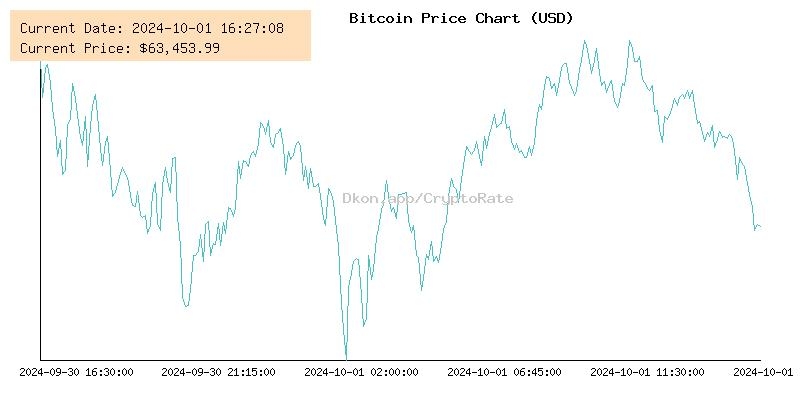 Bitcoin Price Chart (USD)
Current Date: 2024-10-01 16:27:08
Current Price: $63,453.99
Dkon.app/CryptoRate
2024-09-30 16:30:00
2024-09-30 21:15:00
2024-10-01 02:00:00
2024-10-01 06:45:00
2024-10-01 11:30:00
2024-10-01